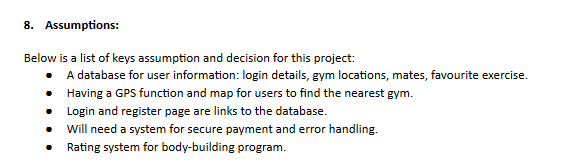 8. Assumptions:
Below is a list of keys assumption and decision for this project:
• A database for user information: login details, gym locations, mates, favourite exercise.
• Having a GPS function and map for users to find the nearest gym.
• Login and register page are links to the database.
• Will need a system for secure payment and error handling.
• Rating system for body-building program.